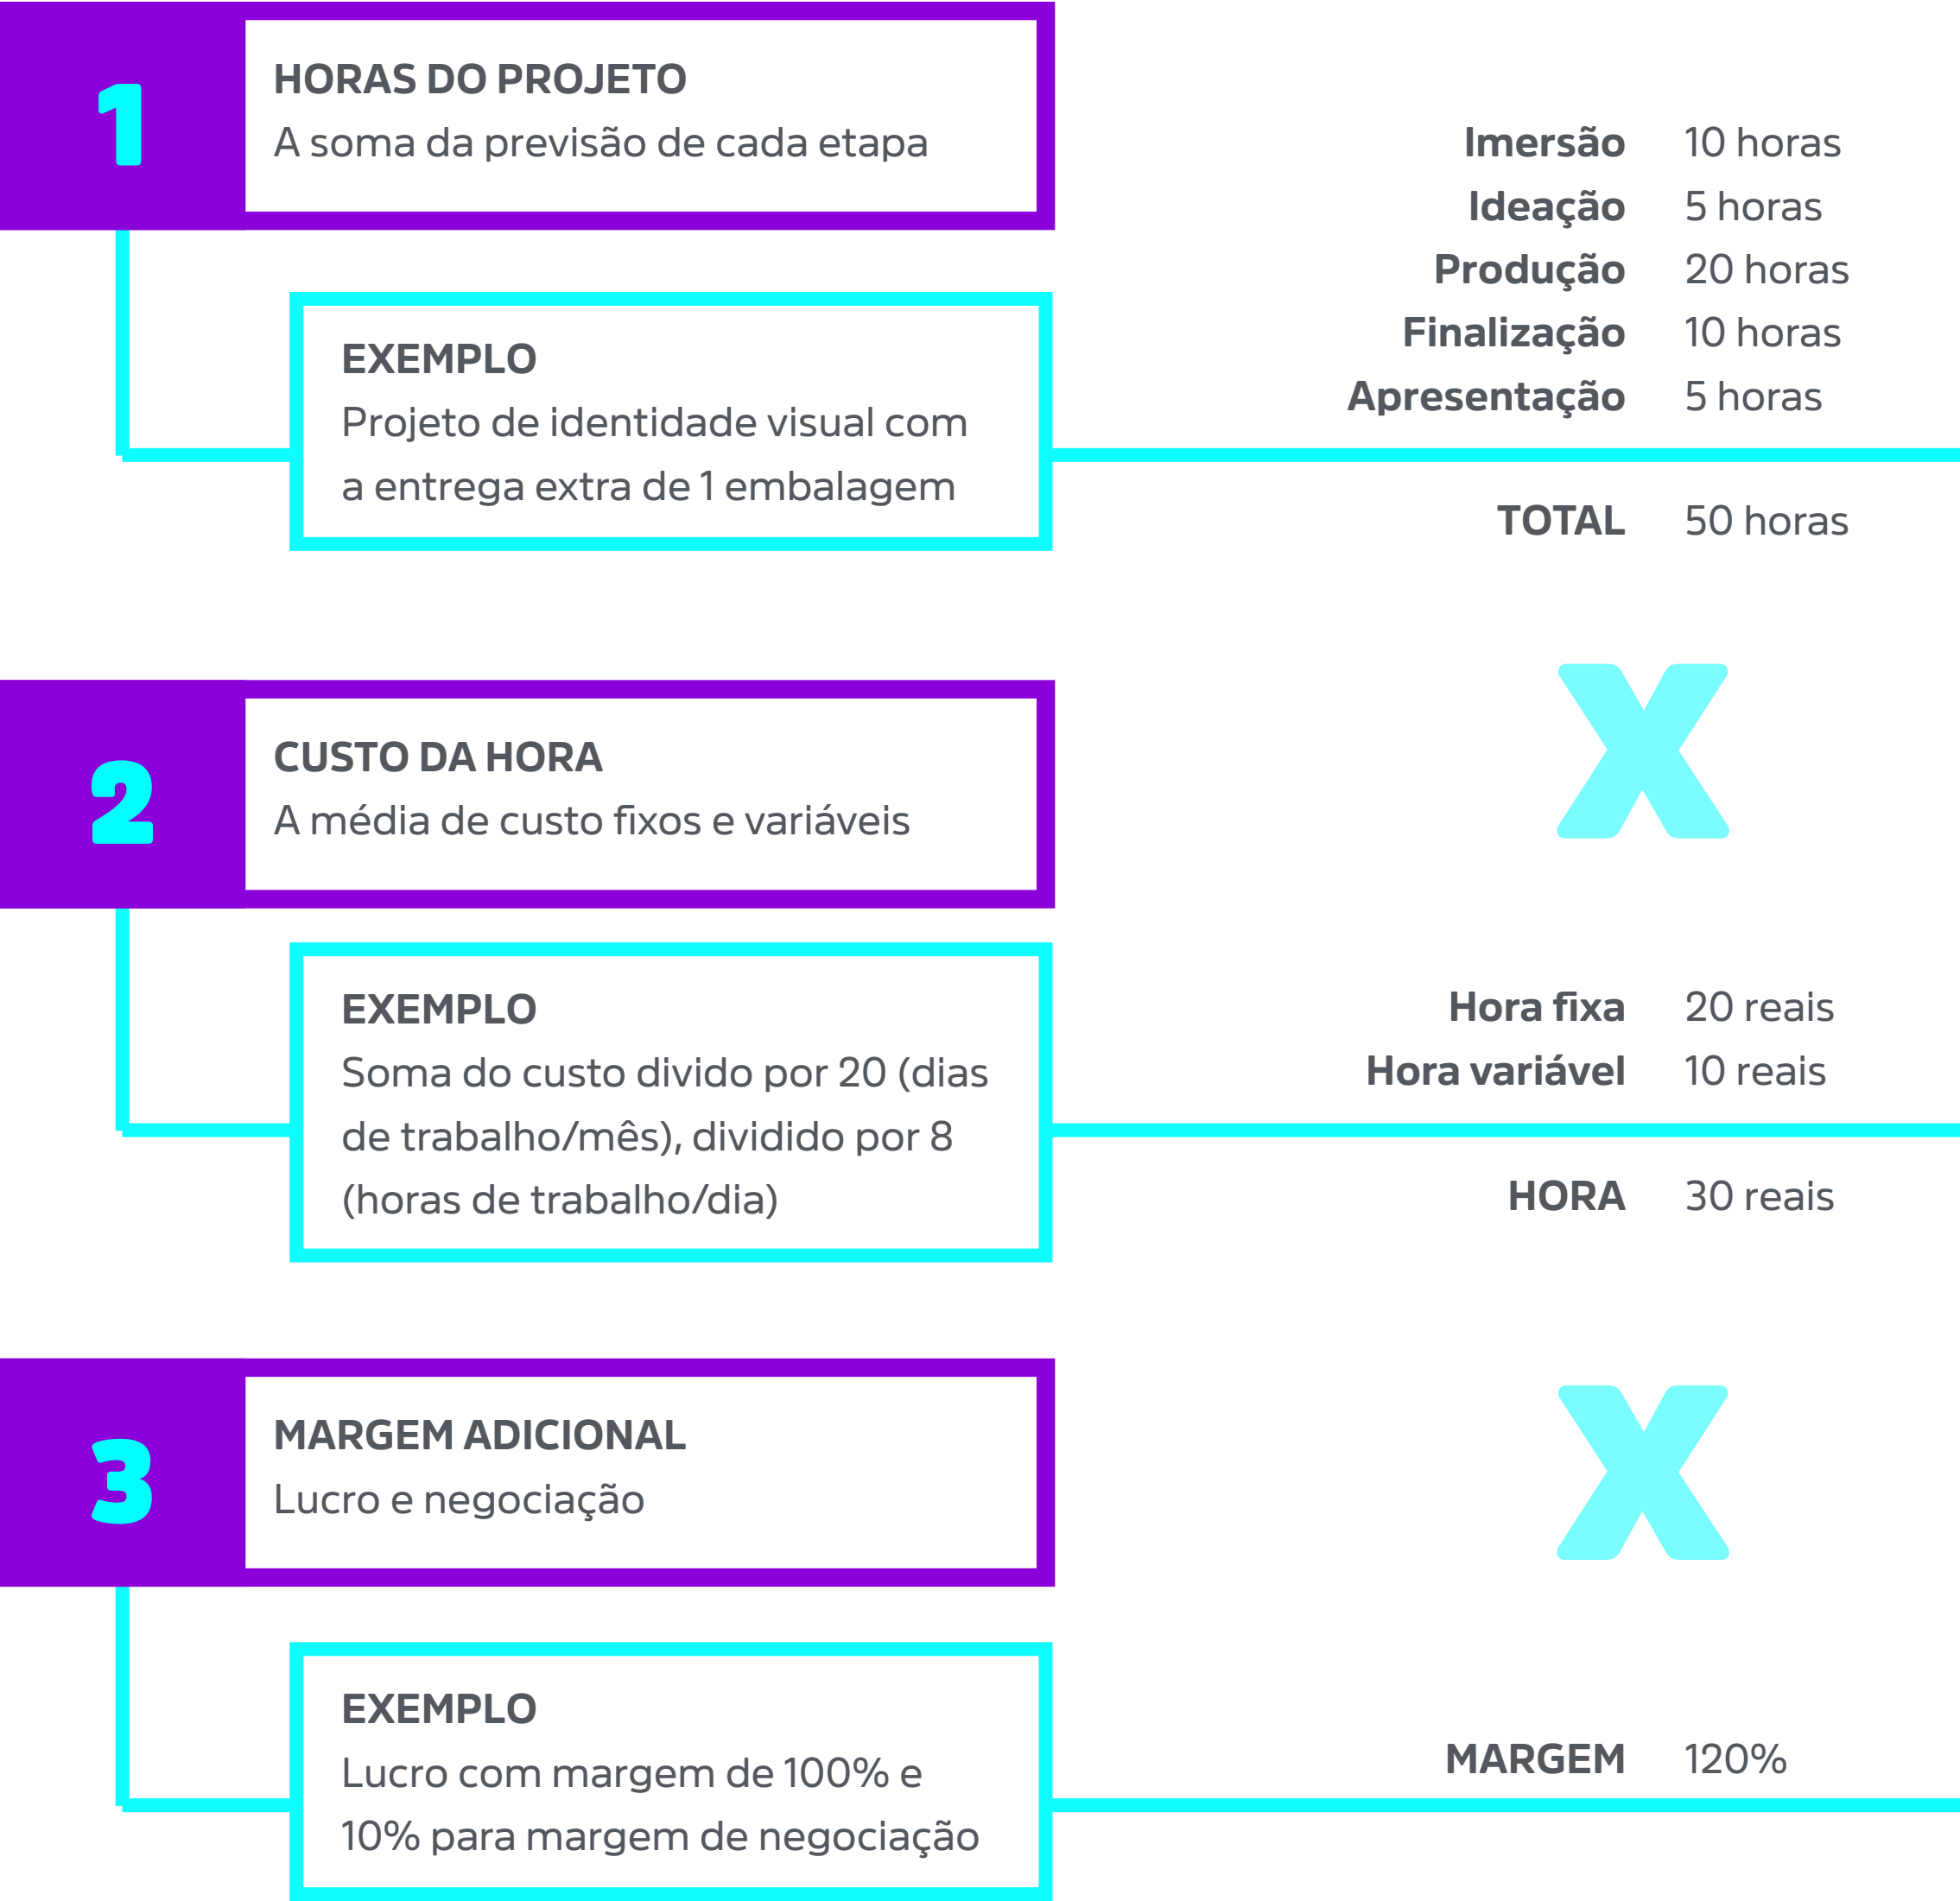 1
HORAS DO PROJETO
A soma da previsão de cada etapa
EXEMPLO
Projeto de identidade visual com
a entrega extra de 1 embalagem
Imersão 10 horas
Ideação 5 horas
Produção 20 horas
Finalização 10 horas
Apresentação 5 horas
TOTAL 50 horas
X
2
CUSTO DA HORA
A média de custo fixos e variáveis
EXEMPLO
Soma do custo divido por 20 (dias
de trabalho/mês), dividido por 8
(horas de trabalho/dia)
Hora fixa 20 reais
Hora variável 10 reais
HORA 30 reais
X
3
MARGEM ADICIONAL
Lucro e negociação
EXEMPLO
Lucro com margem de 100% e
10% para margem de negociação
MARGEM 120%